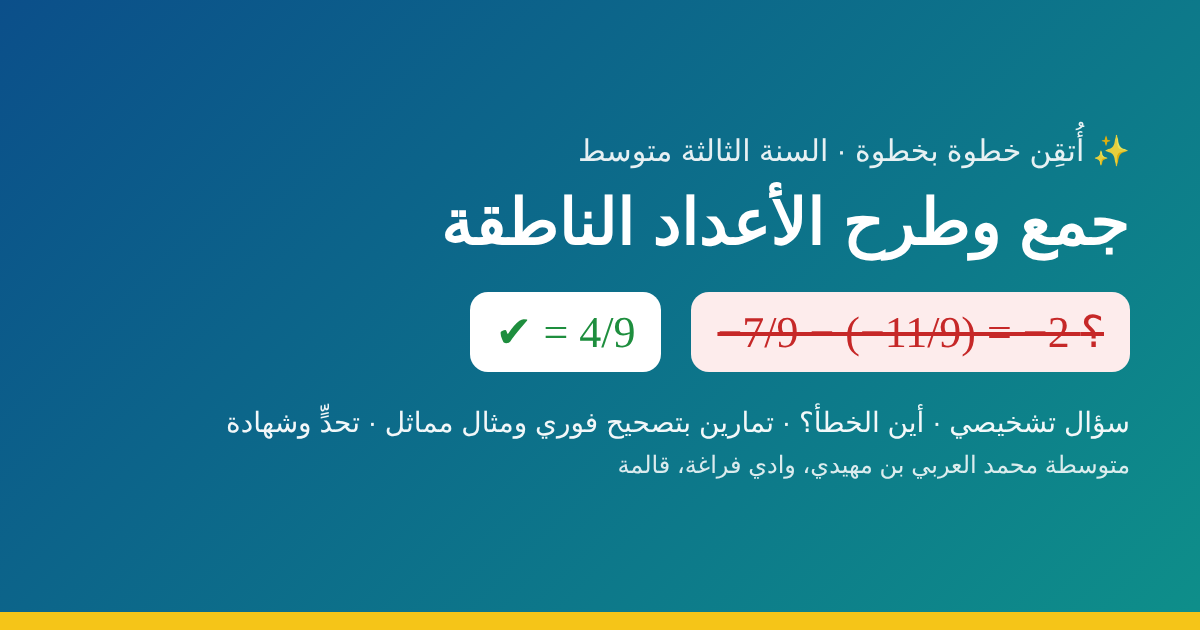 ✨ أُتقِن خطوة بخطوة · السنة الثالثة متوسط
جمع وطرح الأعداد الناطقة
−7/9 − (−11/9) = −2 ؟
✔ = 4/9
سؤال تشخيصي · أين الخطأ؟ · تمارين بتصحيح فوري ومثال مماثل · تحدٍّ وشهادة
متوسطة محمد العربي بن مهيدي، وادي فراغة، قالمة